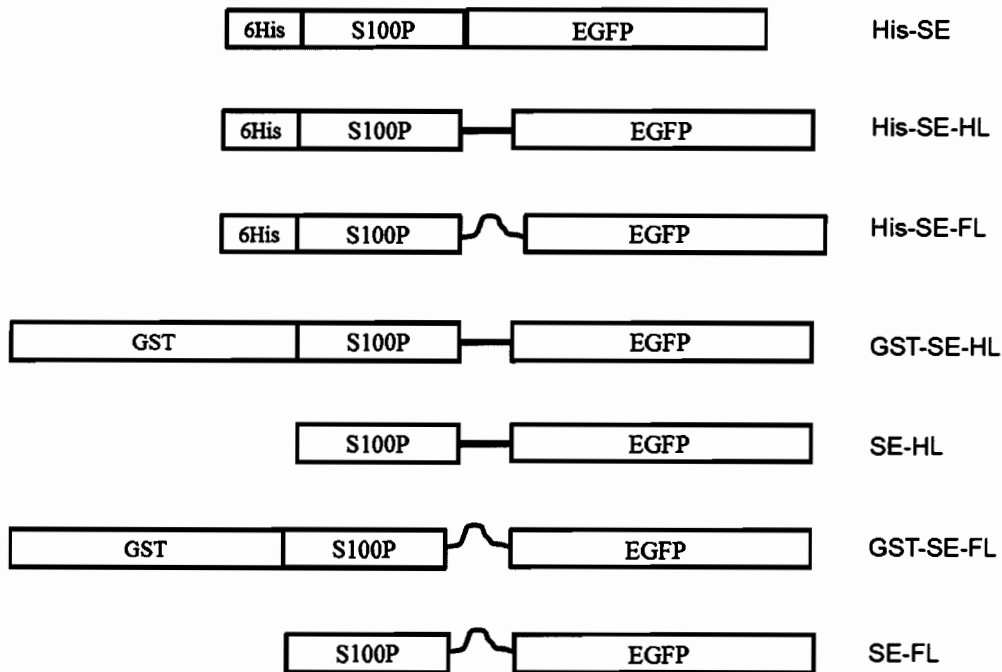 6His S100P EGFP His-SE
6His S100P EGFP His-SE-HL
6His S100P EGFP His-SE-FL
GST S100P EGFP GST-SE-HL
S100P EGFP SE-HL
GST S100P EGFP GST-SE-FL
S100P EGFP SE-FL